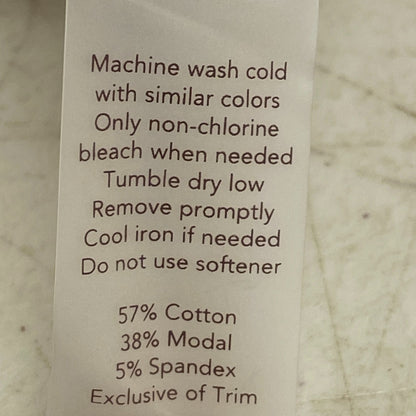 Machine wash cold
with similar colors
Only non-chlorine
bleach when needed
Tumble dry low
Remove promptly
Cool iron if needed
Do not use softener
57% Cotton
38% Modal
5% Spandex
Exclusive of Trim